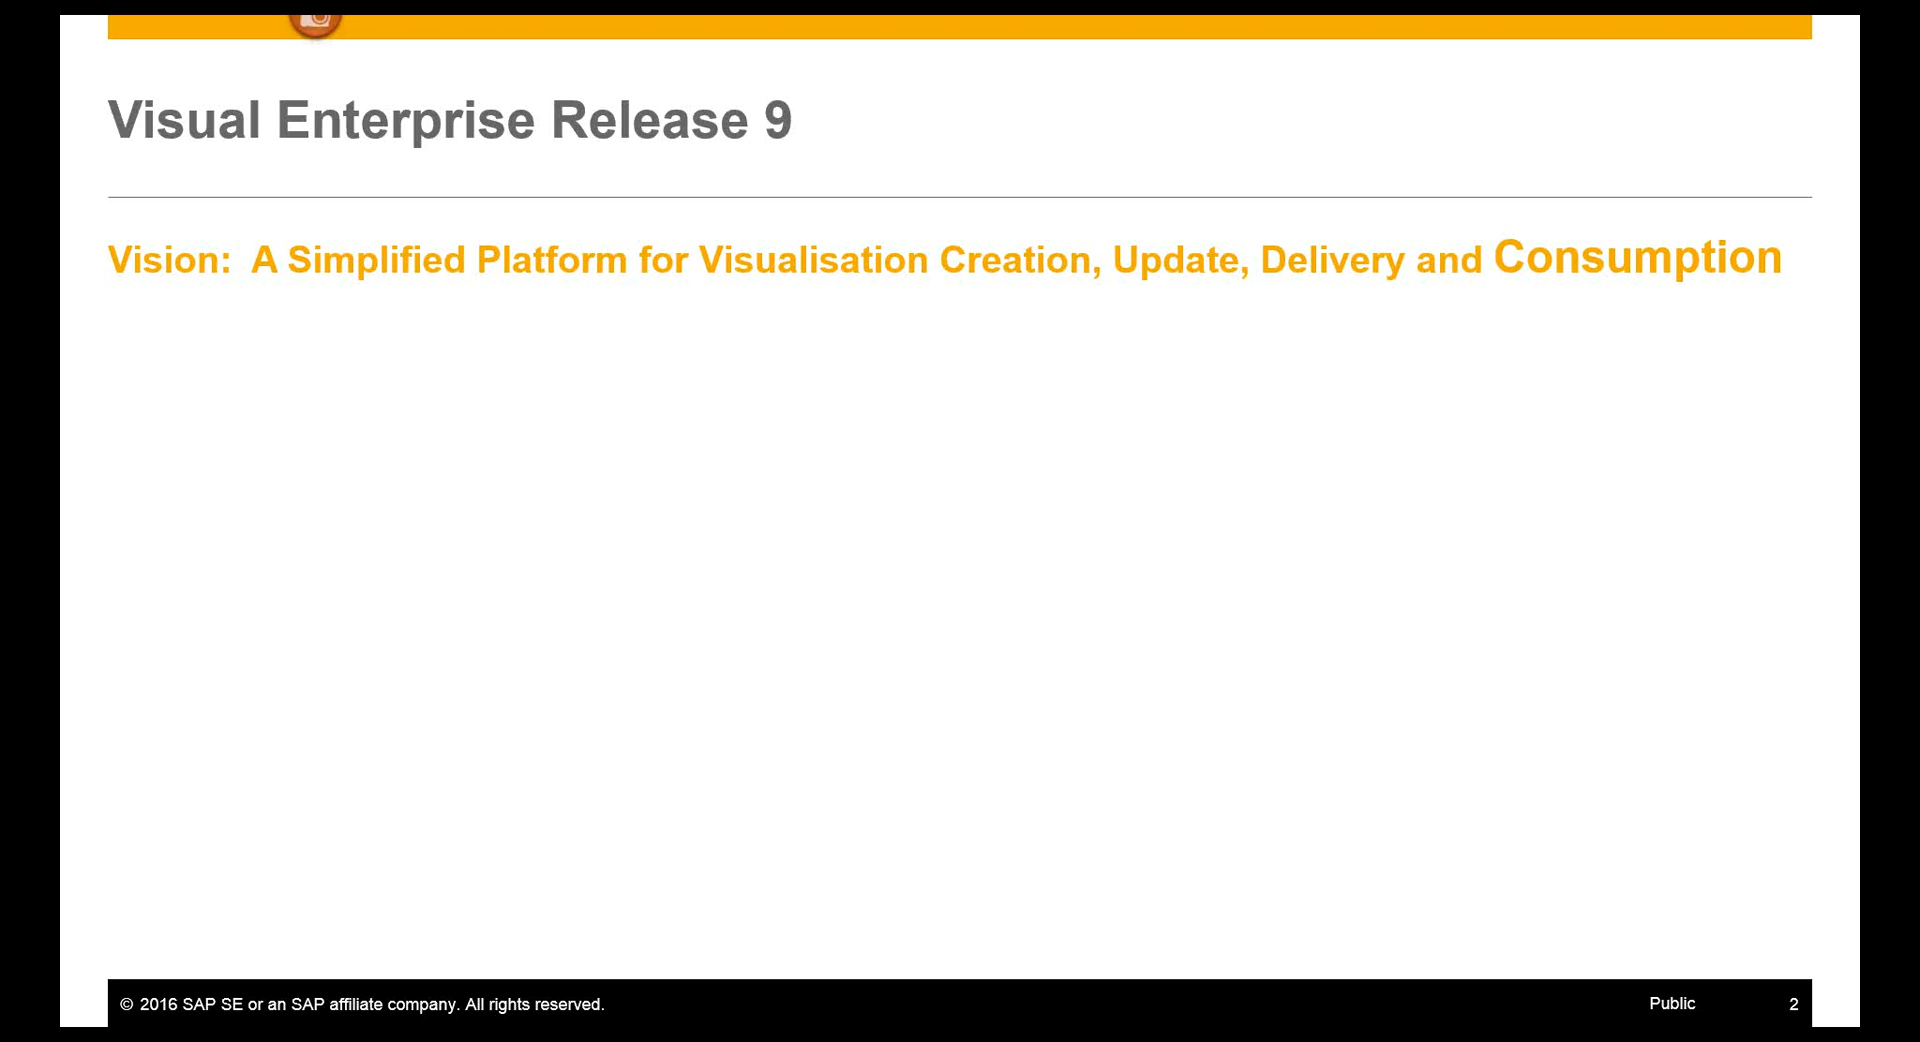 Visual Enterprise Release 9
Vision: A Simplified Platform for Visualisation Creation, Update, Delivery and Consumption
© 2016 SAP SE or an SAP affiliate company. All rights reserved.
Public
2